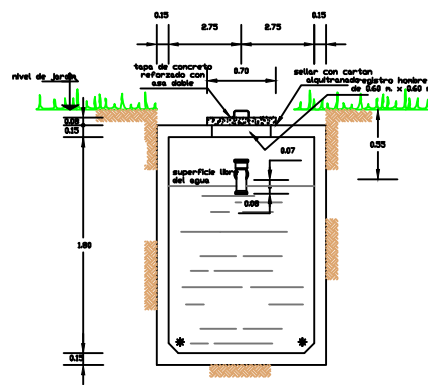 0.15
2.75
2.75
0.15
nivel de jardin
tapa de concreto
reforzado con
asa doble
0.70
sellar con carton
alquitranado
registro hombre
de 0.60 m. x 0.60
0.08
0.15
0.07
0.55
superficie libre
del agua
0.08
1.80
0.15